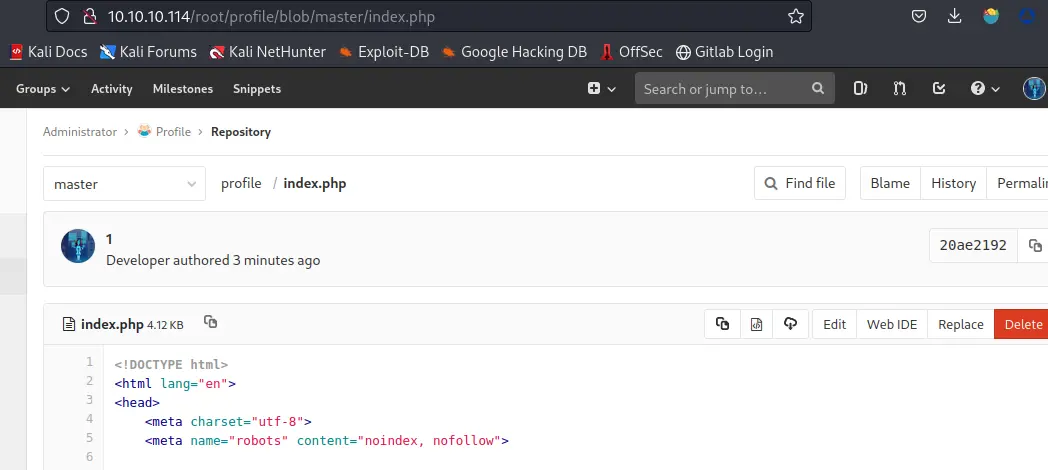 10.10.10.114/root/profile/blob/master/index.php
Kali Docs Kali Forums Kali NetHunter Exploit-DB Google Hacking DB OffSec Gitlab Login
Groups Activity Milestones Snippets Search or jump to…
Administrator > Profile > Repository
master profile / index.php Find file Blame History Permalin
1
Developer authored 3 minutes ago
20ae2192
index.php 4.12 KB Edit Web IDE Replace Delete
1 <!DOCTYPE html>
2 <html lang="en">
3 <head>
4 <meta charset="utf-8">
5 <meta name="robots" content="noindex, nofollow">
6